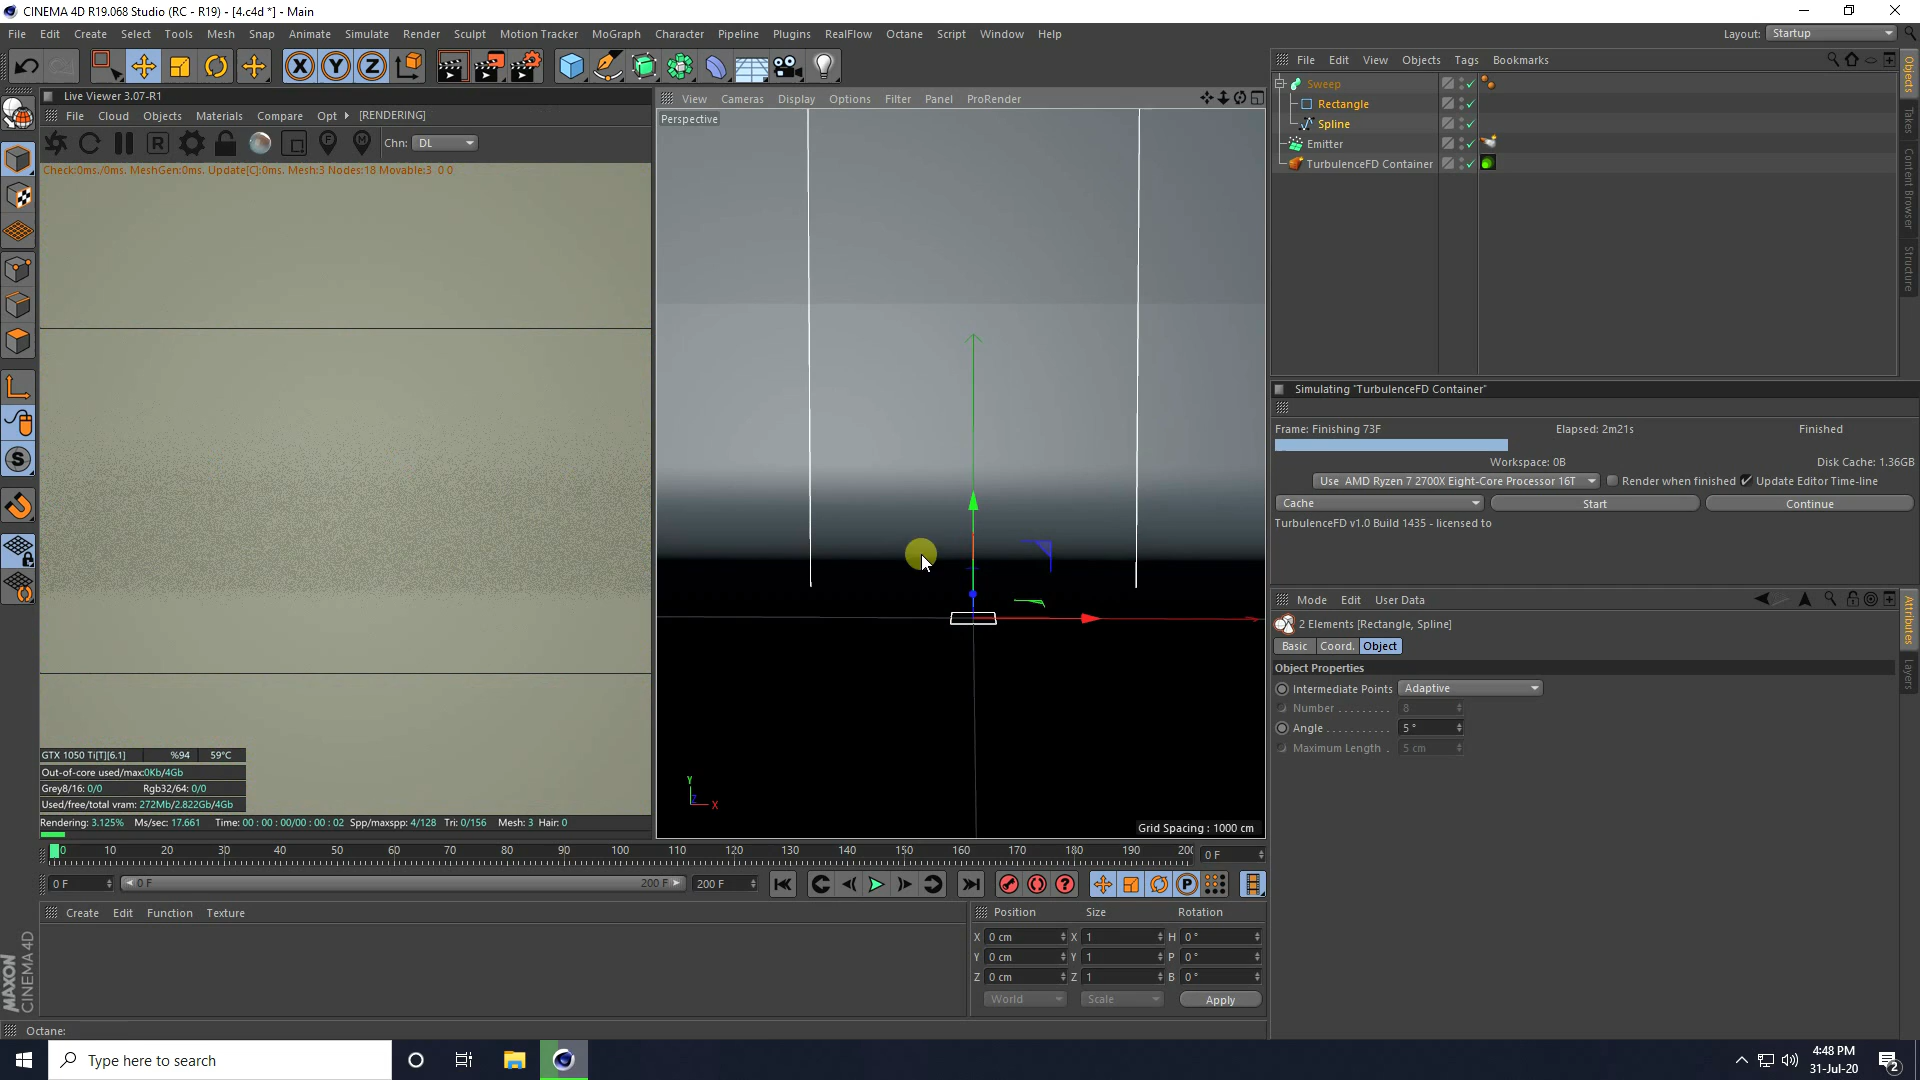 CINEMA 4D R19.068 Studio (RC - R19) - [4.c4d *] - Main
File Edit Create Select Tools Mesh Snap Animate Simulate Render Sculpt Motion Tracker MoGraph Character Pipeline Plugins RealFlow Octane Script Window Help
Layout: Startup
Live Viewer 3.07-R1
File Cloud Objects Materials Compare Opt [RENDERING]
Chn: DL
Check:0ms./0ms. MeshGen:0ms. Update[C]:0ms. Mesh:3 Nodes:18 Movable:3 0 0
GTX 1050 Ti[T][6.1] %94 59°C
Out-of-core used/max:0Kb/4Gb
Grey8/16: 0/0 Rgb32/64: 0/0
Used/free/total vram: 272Mb/2.822Gb/4Gb
Rendering: 3.125% Ms/sec: 17.661 Time: 00 : 00 : 00/00 : 00 : 02 Spp/maxspp: 4/128 Tri: 0/156 Mesh: 3 Hair: 0
View Cameras Display Options Filter Panel ProRender
Perspective
Y
Z
X
Grid Spacing : 1000 cm
File Edit View Objects Tags Bookmarks
Sweep
Rectangle
Spline
Emitter
TurbulenceFD Container
Objects
Takes
Content Browser
Structure
Simulating 'TurbulenceFD Container'
Frame: Finishing 73F Elapsed: 2m21s Finished
Workspace: 0B Disk Cache: 1.36GB
Use AMD Ryzen 7 2700X Eight-Core Processor 16T Render when finished Update Editor Time-line
Cache Start Continue
TurbulenceFD v1.0 Build 1435 - licensed to
Mode Edit User Data
2 Elements [Rectangle, Spline]
Basic Coord. Object
Object Properties
Intermediate Points Adaptive
Number . . . . . . . . . . 8
Angle . . . . . . . . . . . 5 °
Maximum Length . 5 cm
Attributes
Layers
0 10 20 30 40 50 60 70 80 90 100 110 120 130 140 150 160 170 180 190 200
0 F
0 F 0 F 200 F 200 F
Create Edit Function Texture
Position Size Rotation
X 0 cm X 1 H 0 °
Y 0 cm Y 1 P 0 °
Z 0 cm Z 1 B 0 °
World Scale Apply
MAXON
CINEMA 4D
Octane:
Type here to search
4:48 PM
31-Jul-20
2